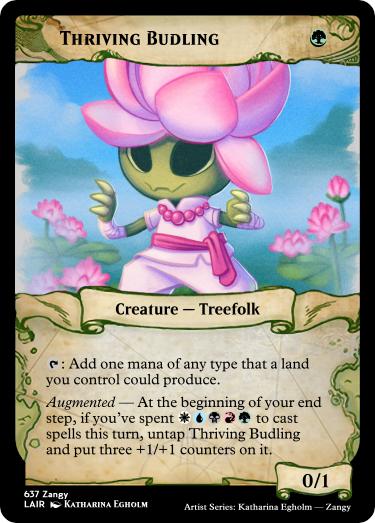 Thriving Budling
Creature — Treefolk
: Add one mana of any type that a land
you control could produce.
Augmented — At the beginning of your end
step, if you've spent to cast
spells this turn, untap Thriving Budling
and put three +1/+1 counters on it.
0/1
637 Zangy
LAIR Katharina Egholm
Artist Series: Katharina Egholm — Zangy